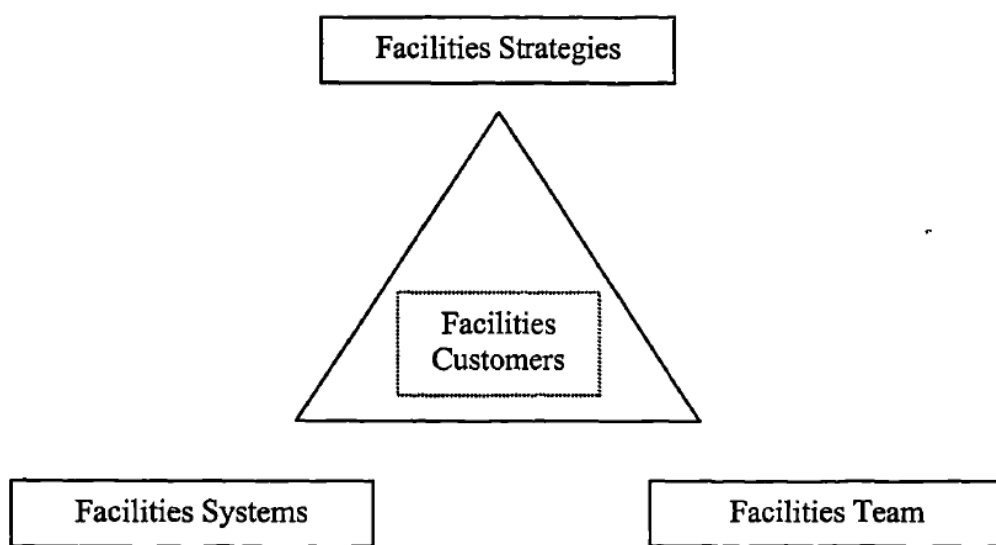 Facilities Strategies
Facilities
Customers
Facilities Systems
Facilities Team